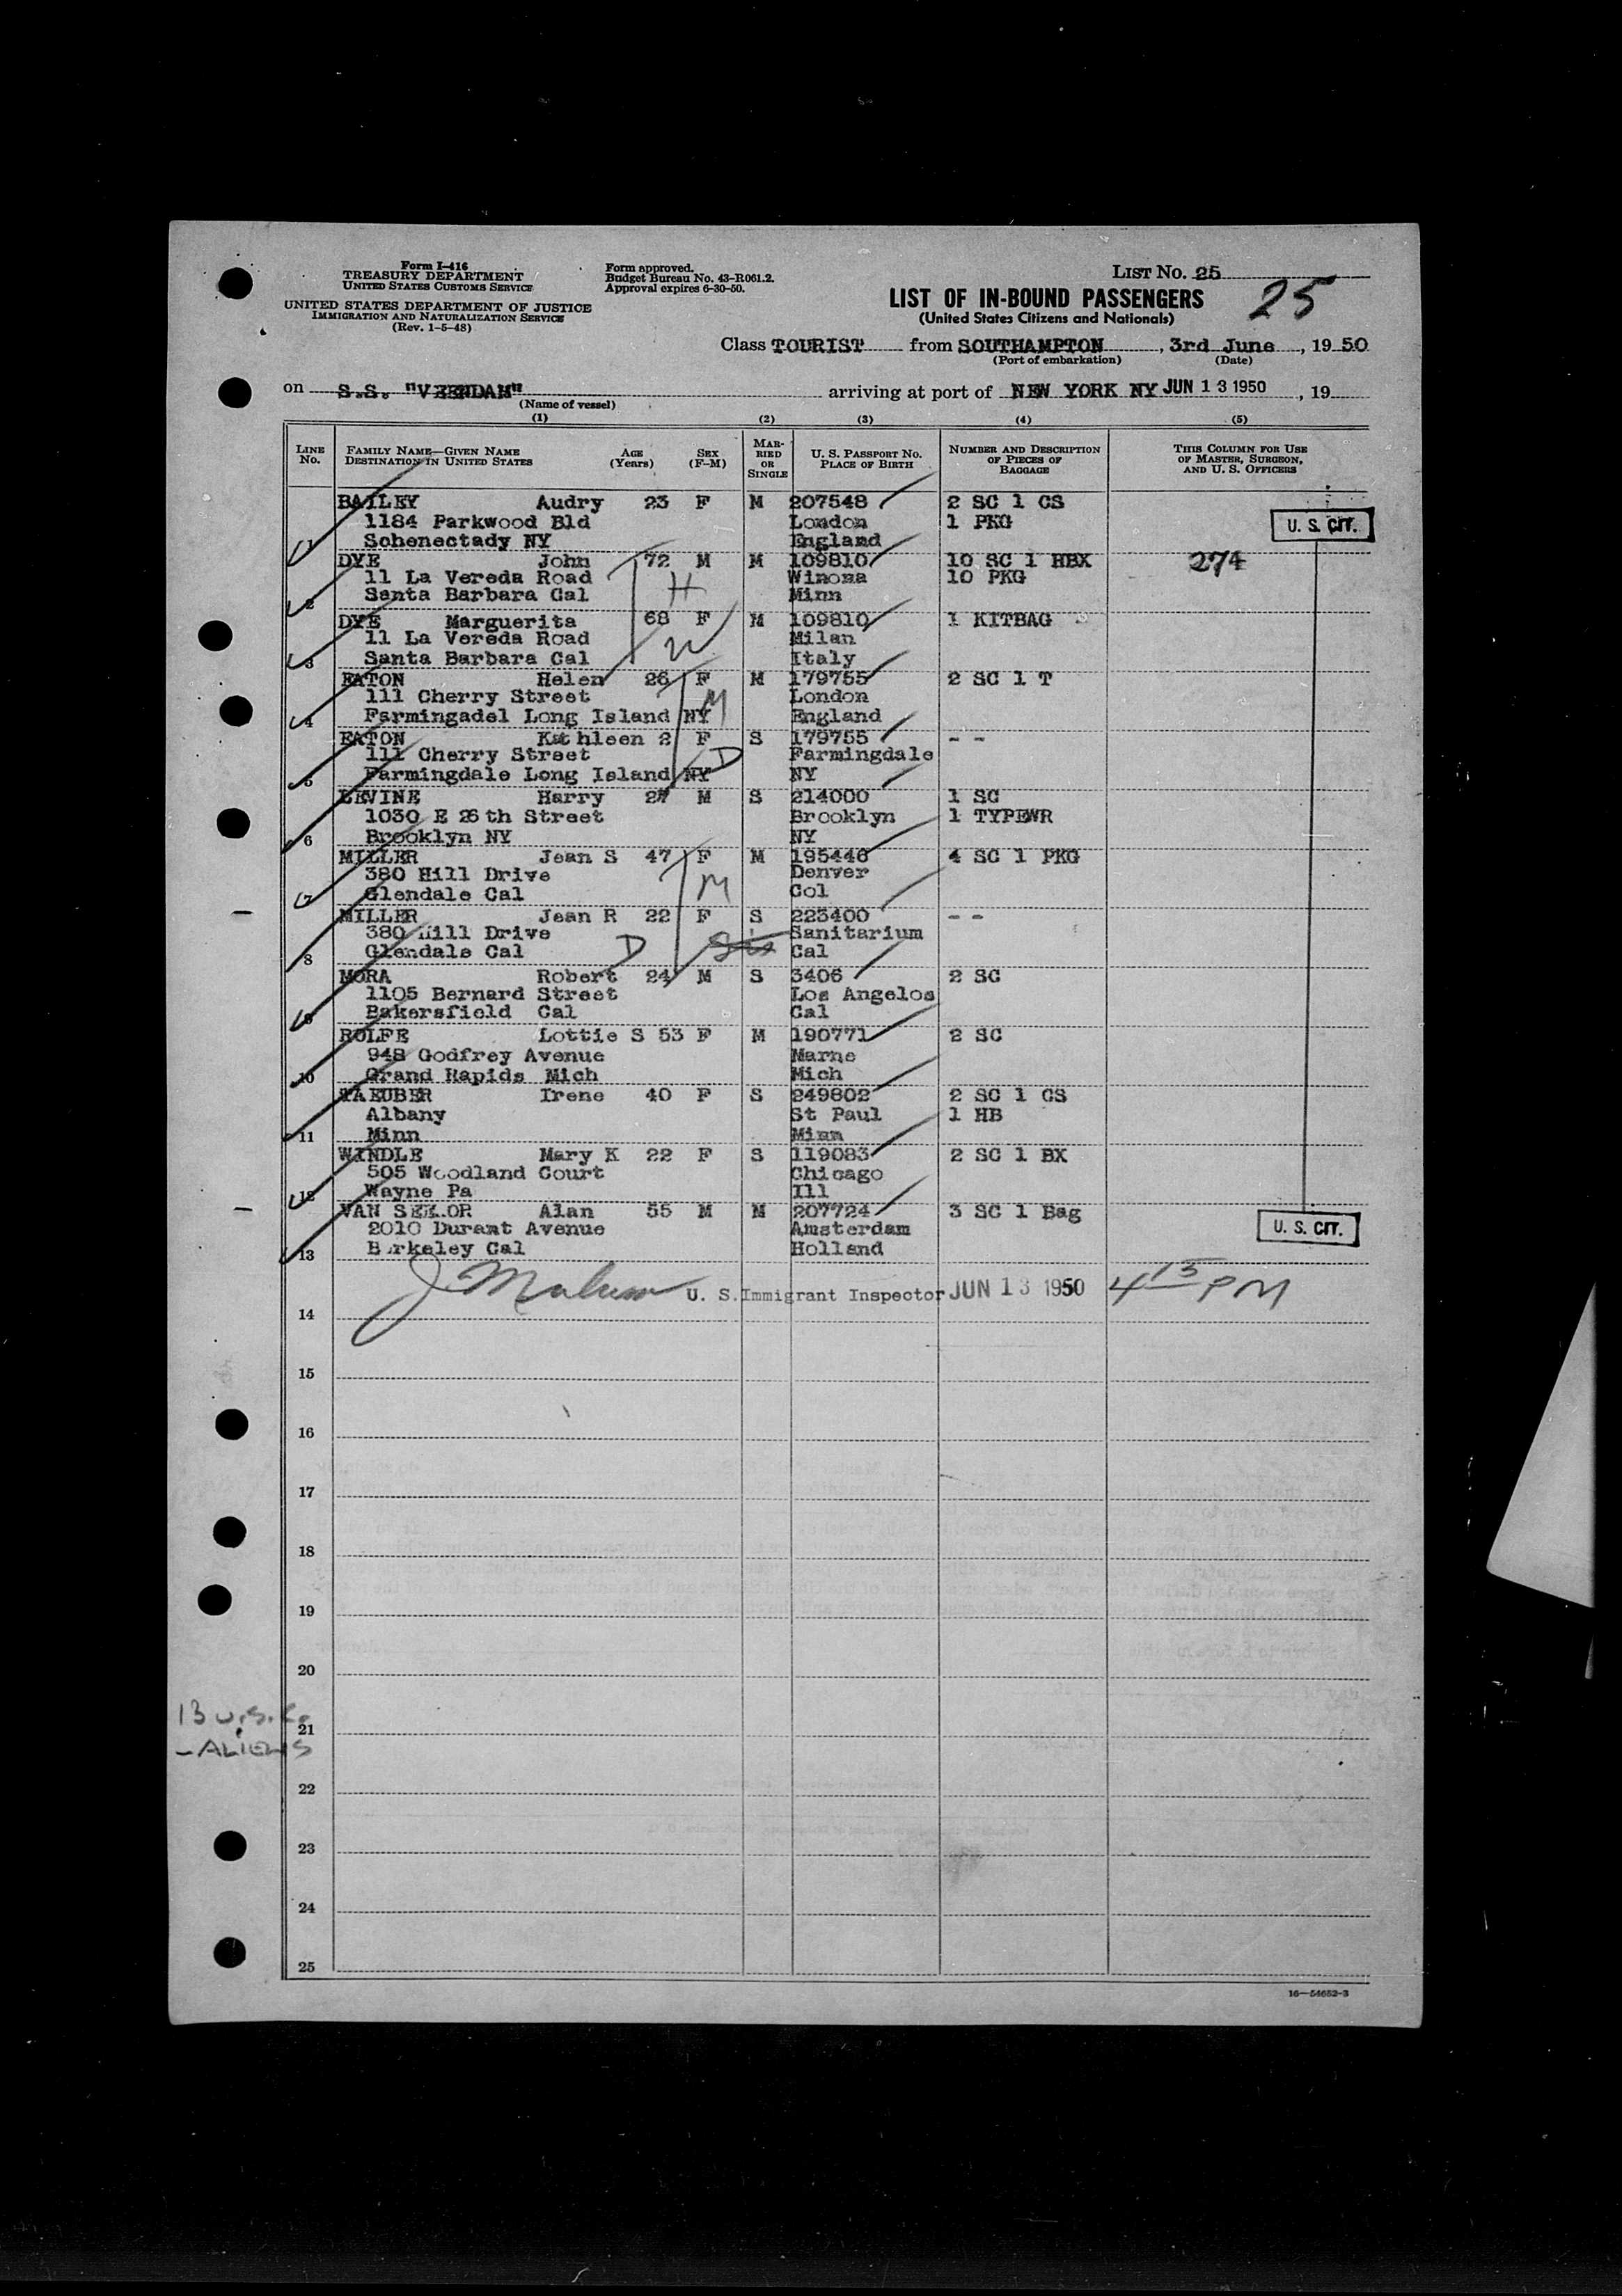 Form I-416
TREASURY DEPARTMENT
UNITED STATES CUSTOMS SERVICE
UNITED STATES DEPARTMENT OF JUSTICE
IMMIGRATION AND NATURALIZATION SERVICE
(Rev. 1-5-48)
Form approved.
Budget Bureau No. 43-R061.2.
Approval expires 6-30-50.
LIST NO. 25
25
LIST OF IN-BOUND PASSENGERS
(United States Citizens and Nationals)
Class TOURIST from SOUTHAMPTON, 3rd June, 19 50
(Port of embarkation) (Date)
on S.S. "VEENDAM" arriving at port of NEW YORK NY JUN 13 1950, 19
(Name of vessel)
(1) (2) (3) (4) (5)
LINE NO. FAMILY NAME—GIVEN NAME DESTINATION IN UNITED STATES AGE (Years) SEX (F-M) MARRIED OR SINGLE U. S. PASSPORT NO. PLACE OF BIRTH NUMBER AND DESCRIPTION OF PIECES OF BAGGAGE THIS COLUMN FOR USE OF MASTER, SURGEON, AND U. S. OFFICERS
BAILEY Audry 23 F M 207548 2 SC 1 CS
1184 Parkwood Bld London 1 PKG U. S. CIT.
1 Schenectady NY England
DYE John 72 M M 109810 10 SC 1 HBX 274
11 La Vereda Road H Winona 10 PKG
2 Santa Barbara Cal Minn
DYE Marguerita 68 F M 109810 1 KITBAG
11 La Vereda Road W Milan
3 Santa Barbara Cal Italy
EATON Helen 26 F M 179755 2 SC 1 T
111 Cherry Street M London
4 Farmingadel Long Island NY England
EATON Kathleen 2 F S 179755 - -
111 Cherry Street D Farmingdale
5 Farmingdale Long Island NY NY
LEVINE Harry 27 M S 214000 1 SC
1030 E 26th Street Brooklyn 1 TYPEWR
6 Brooklyn NY NY
MILLER Jean S 47 F M 195446 4 SC 1 PKG
380 Hill Drive M Denver
7 Glendale Cal Col
MILLER Jean R 22 F S 223400 - -
380 Hill Drive D Sanitarium
8 Glendale Cal Cal
MORA Robert 24 M S 3406 2 SC
1105 Bernard Street Los Angelos
9 Bakersfield Cal Cal
ROLFE Lottie S 53 F M 190771 2 SC
948 Godfrey Avenue Marne
10 Grand Rapids Mich Mich
Irene 40 F S 249802 2 SC 1 CS
Albany St Paul 1 HB
11 Minn Minn
WINDLE Mary K 22 F S 119083 2 SC 1 BX
505 Woodland Court Chicago
12 Wayne Pa Ill
VAN Alan 55 M M 207724 3 SC 1 Bag
2010 Durant Avenue Amsterdam U. S. CIT.
13 Berkeley Cal Holland
U. S. Immigrant Inspector JUN 13 1950 4 15 PM
14
15
16
17
18
19
20
13 U.S.C.
21
- ALIENS
22
23
24
25
16—54652-3